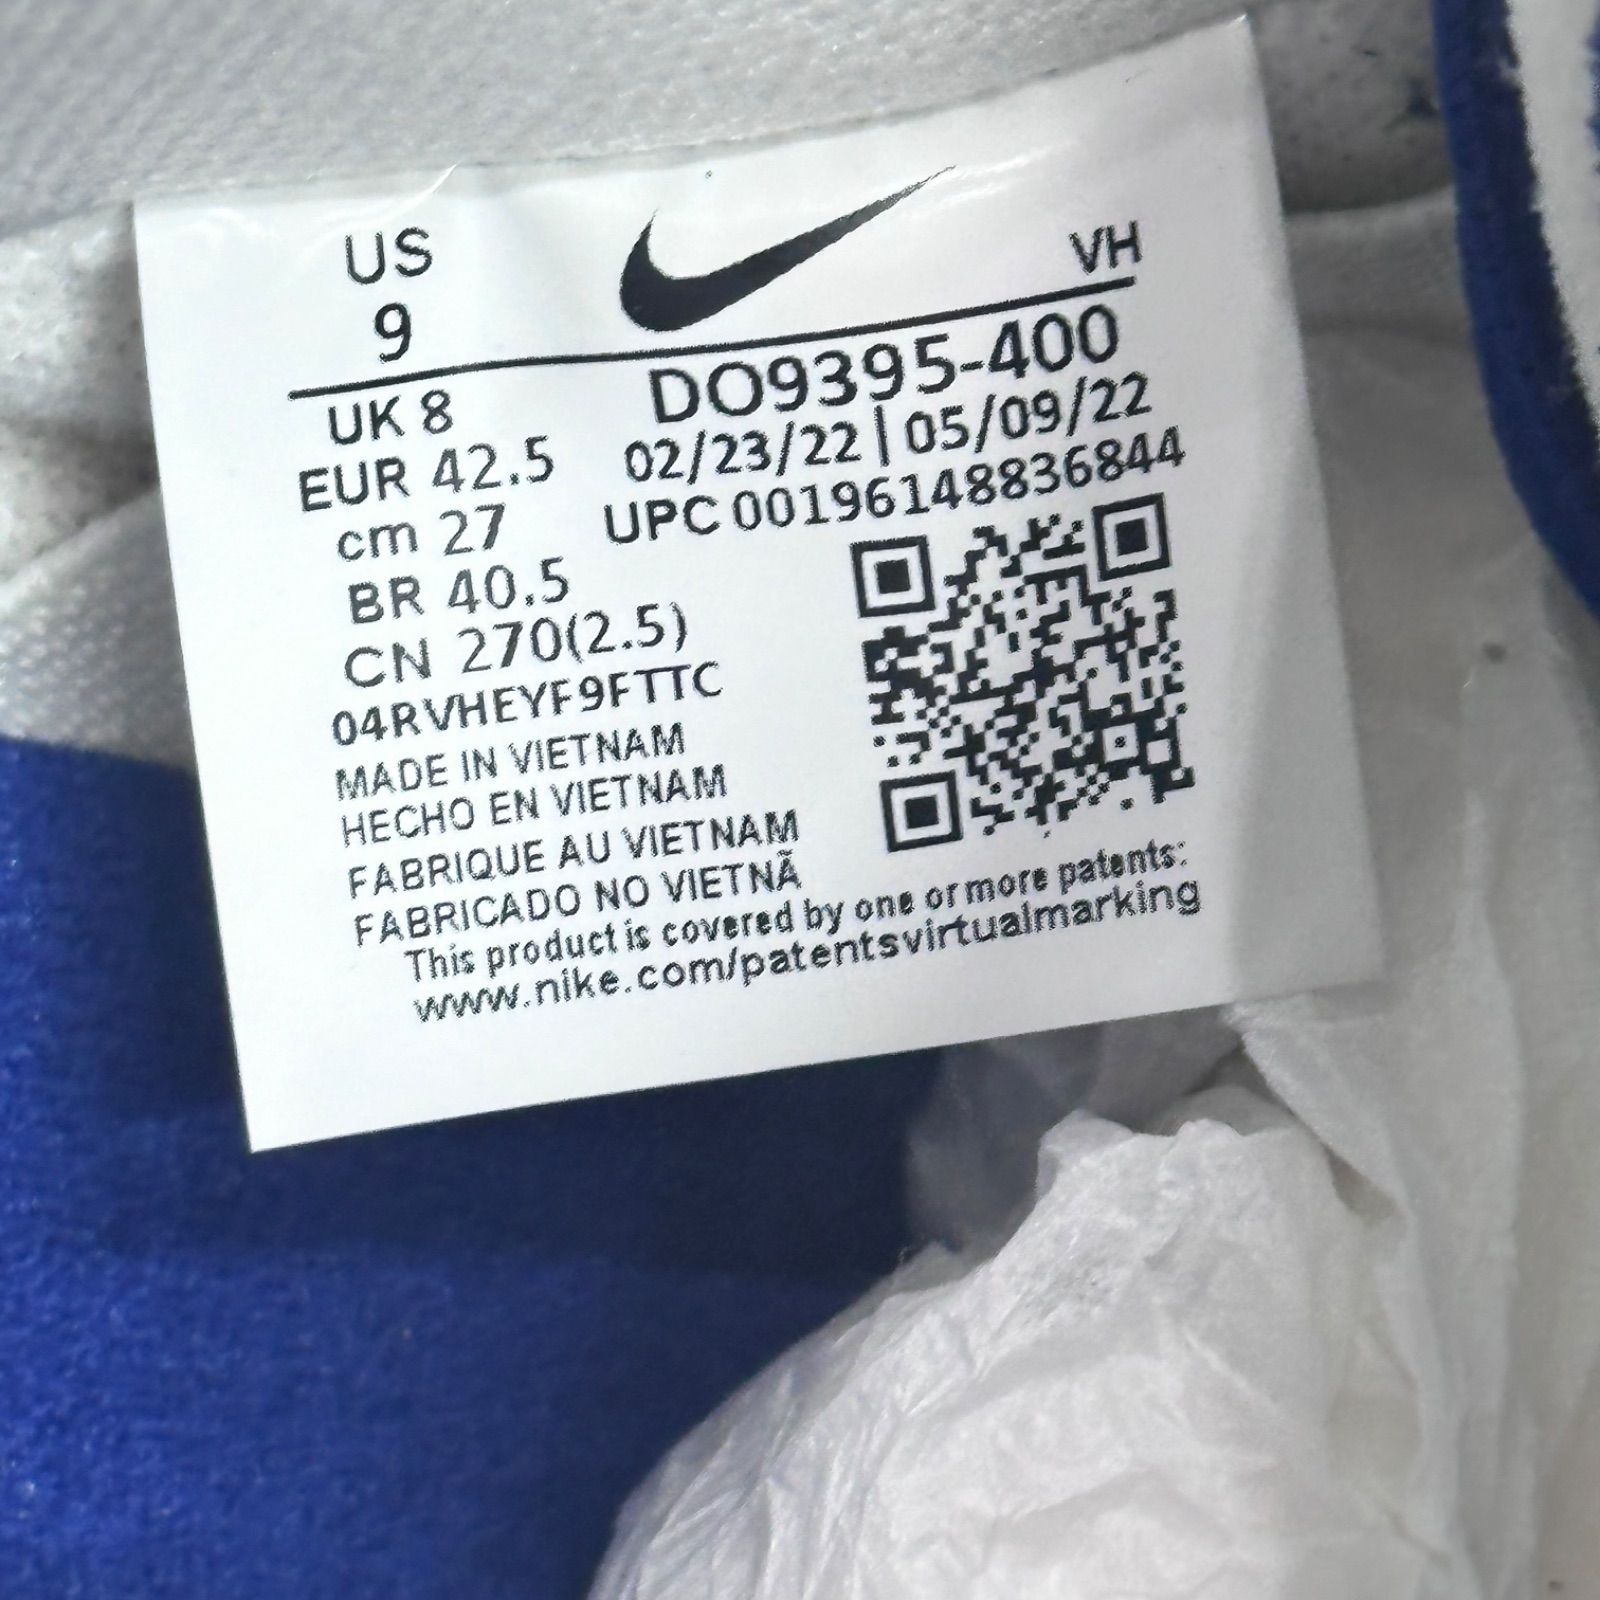 US
9
VH
UK 8
DO9395-400
EUR 42.5
02/23/22 | 05/09/22
cm 27
UPC 00196148836844
BR 40.5
CN 270(2.5)
04RVHEYF9FTTC
MADE IN VIETNAM
HECHO EN VIETNAM
FABRIQUE AU VIETNAM
FABRICADO NO VIETNÃ
This product is covered by one or more patents:
www.nike.com/patentsvirtualmarking